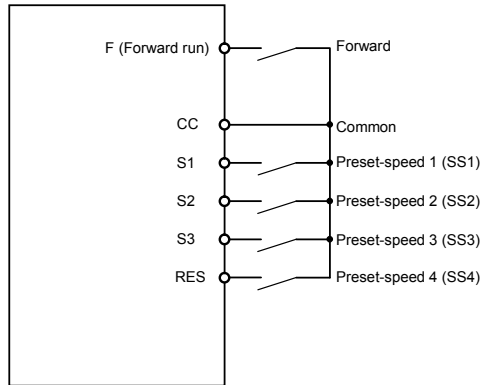 F (Forward run) Forward
CC Common
S1 Preset-speed 1 (SS1)
S2 Preset-speed 2 (SS2)
S3 Preset-speed 3 (SS3)
RES Preset-speed 4 (SS4)